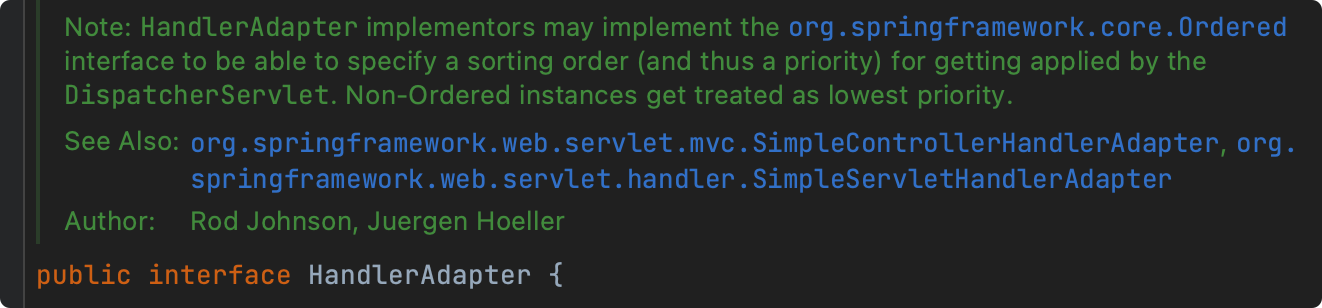 Note: HandlerAdapter implementors may implement the org.springframework.core.Ordered
interface to be able to specify a sorting order (and thus a priority) for getting applied by the
DispatcherServlet. Non-Ordered instances get treated as lowest priority.
See Also: org.springframework.web.servlet.mvc.SimpleControllerHandlerAdapter, org.
springframework.web.servlet.handler.SimpleServletHandlerAdapter
Author: Rod Johnson, Juergen Hoeller
public interface HandlerAdapter {